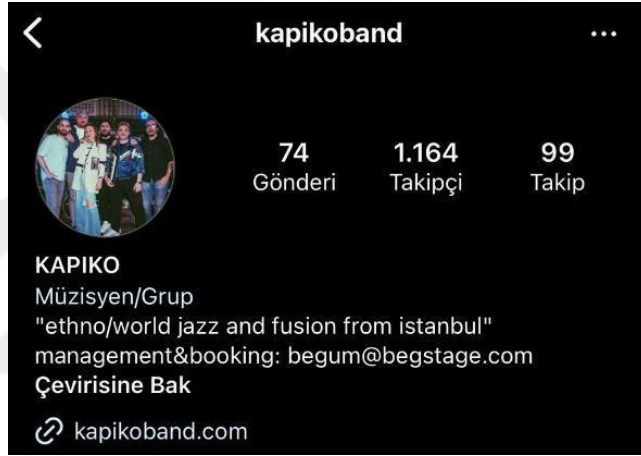 kapikoband
74 1.164 99
Gönderi Takipçi Takip
KAPIKO
Müzisyen/Grup
"ethno/world jazz and fusion from istanbul"
management&booking: begum@begstage.com
Çevirisine Bak
kapikoband.com